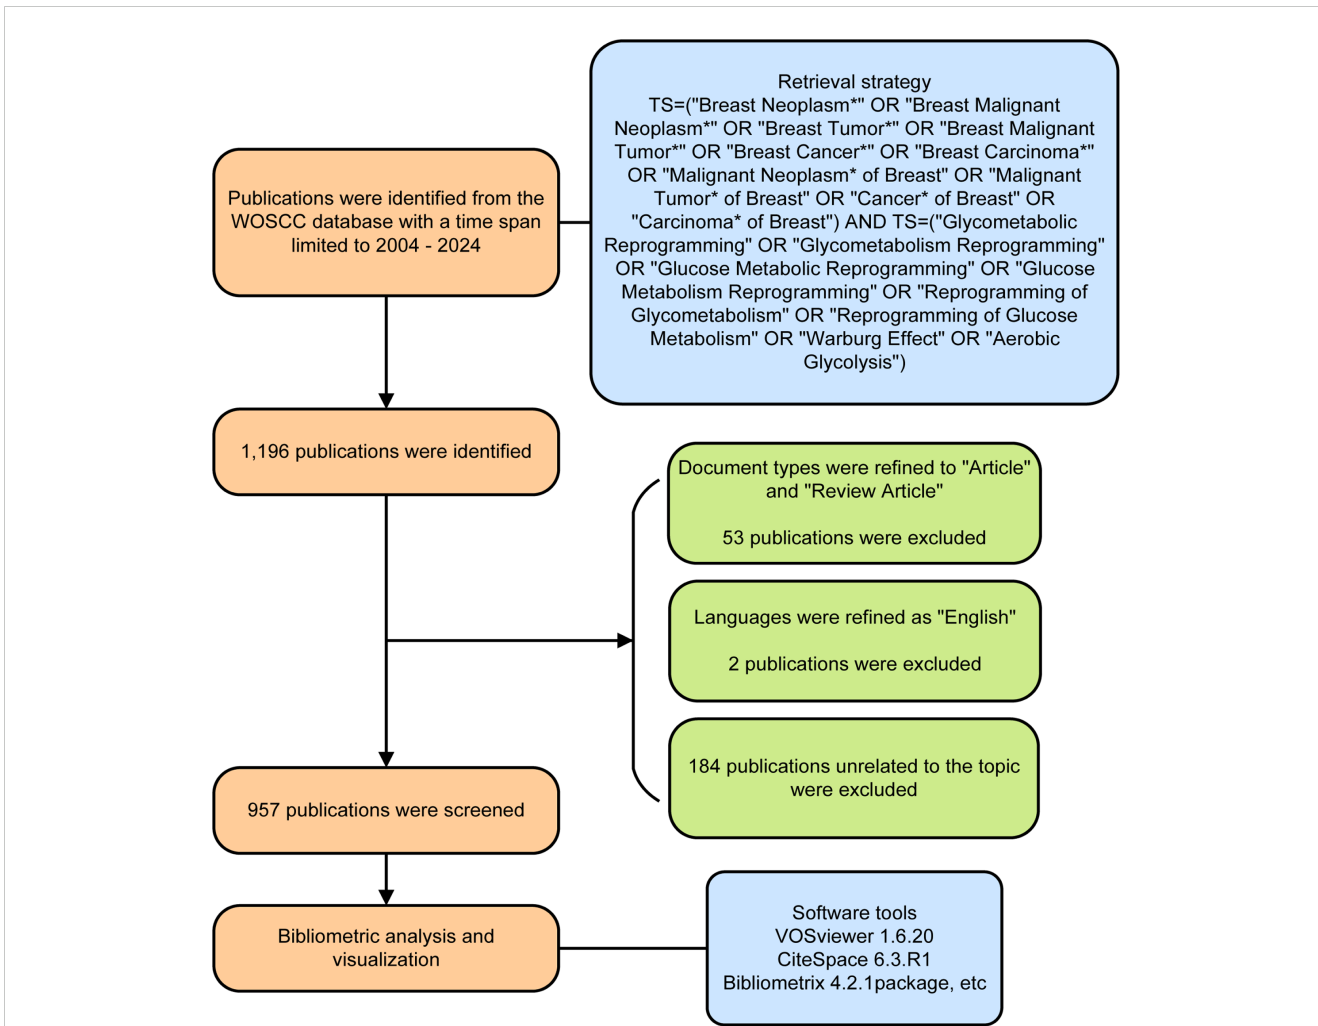 Retrieval strategy
TS=("Breast Neoplasm*" OR "Breast Malignant
Neoplasm*" OR "Breast Tumor*" OR "Breast Malignant
Tumor*" OR "Breast Cancer*" OR "Breast Carcinoma*"
OR "Malignant Neoplasm* of Breast" OR "Malignant
Tumor* of Breast" OR "Cancer* of Breast" OR
"Carcinoma* of Breast") AND TS=("Glycometabolic
Reprogramming" OR "Glycometabolism Reprogramming"
OR "Glucose Metabolic Reprogramming" OR "Glucose
Metabolism Reprogramming" OR "Reprogramming of
Glycometabolism" OR "Reprogramming of Glucose
Metabolism" OR "Warburg Effect" OR "Aerobic
Glycolysis")
Publications were identified from the
WOSCC database with a time span
limited to 2004 - 2024
1,196 publications were identified
Document types were refined to "Article"
and "Review Article"
53 publications were excluded
Languages were refined as "English"
2 publications were excluded
184 publications unrelated to the topic
were excluded
957 publications were screened
Bibliometric analysis and
visualization
Software tools
VOSviewer 1.6.20
CiteSpace 6.3.R1
Bibliometrix 4.2.1package, etc